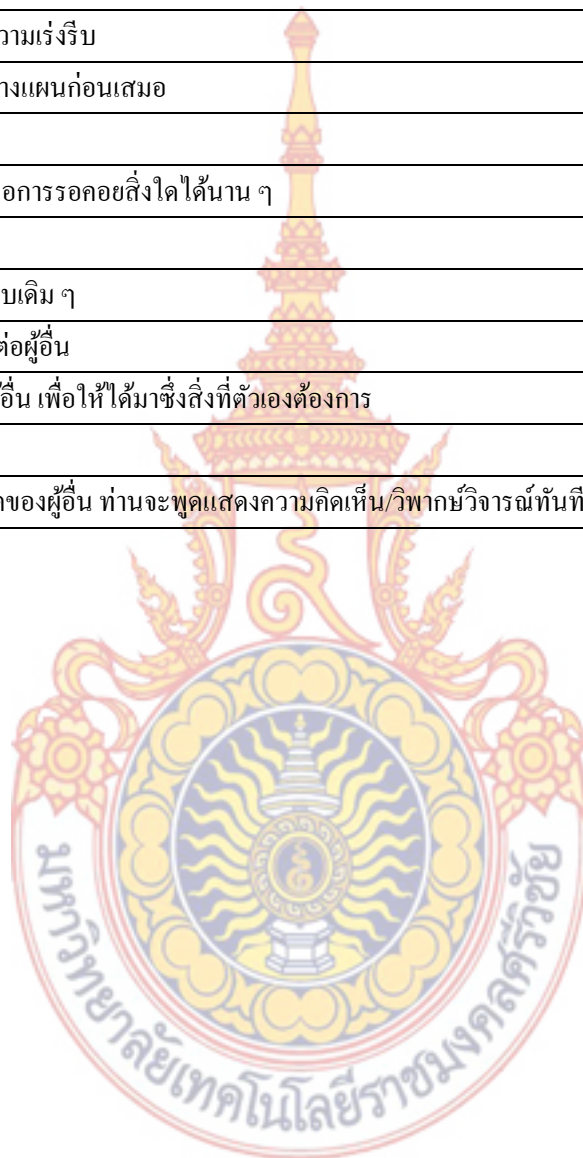 วามเร่งรีบ
างแผนก่อนเสมอ
อการรอคอยสิ่งใดได้นาน ๆ
บเดิม ๆ
ต่อผู้อื่น
อื่น เพื่อให้ได้มาซึ่งสิ่งที่ตัวเองต้องการ
ของผู้อื่น ท่านจะพูดแสดงความคิดเห็น/วิพากษ์วิจารณ์ทันที
มหาวิทยาลัยเทคโนโลยีราชมงคลศรีวิชัย